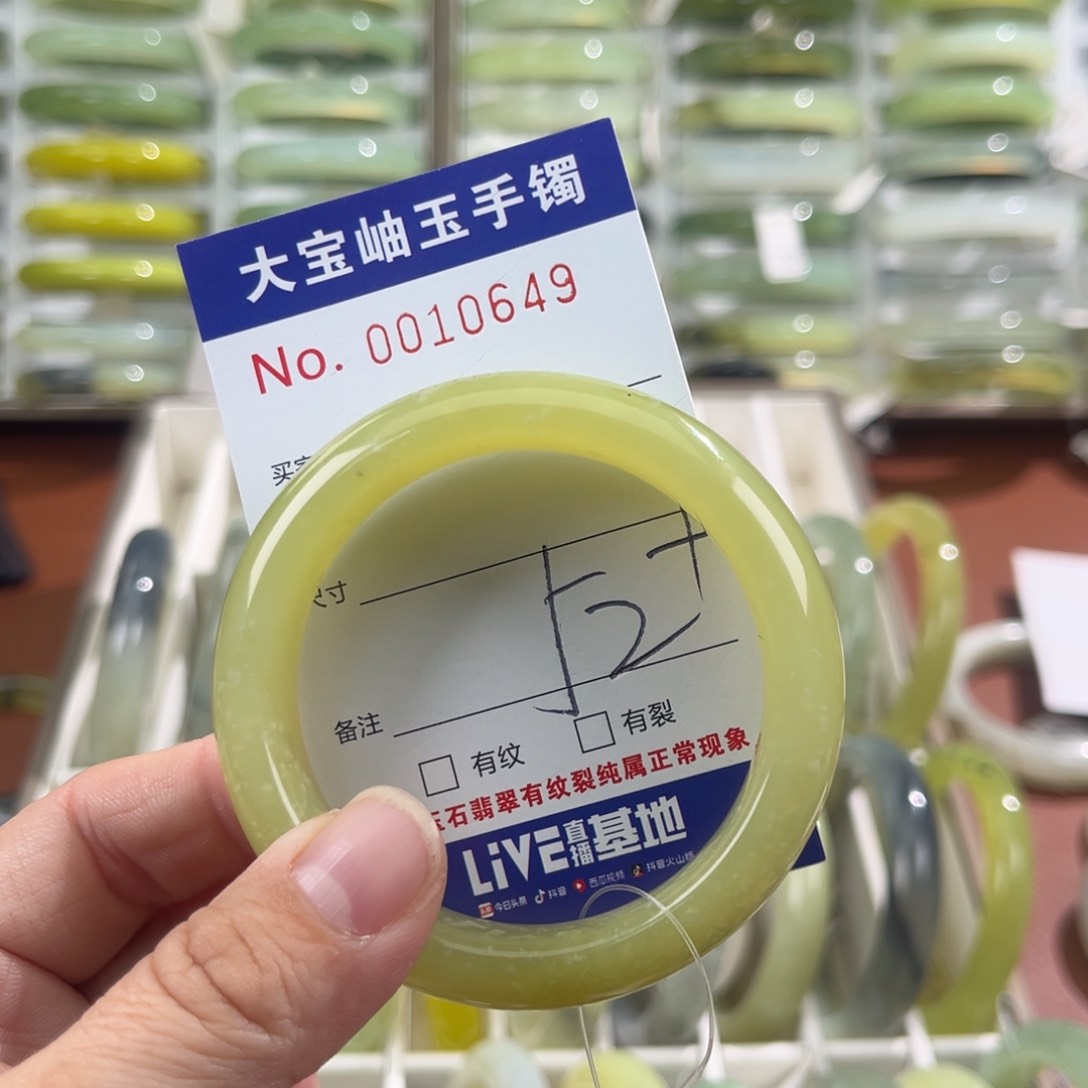 大宝岫玉手镯
No. 0010649
买
寸
52+
备注
有纹
有裂
玉石翡翠有纹裂纯属正常现象
LiVE直播基地
今日头条 抖音 西瓜视频 抖音火山